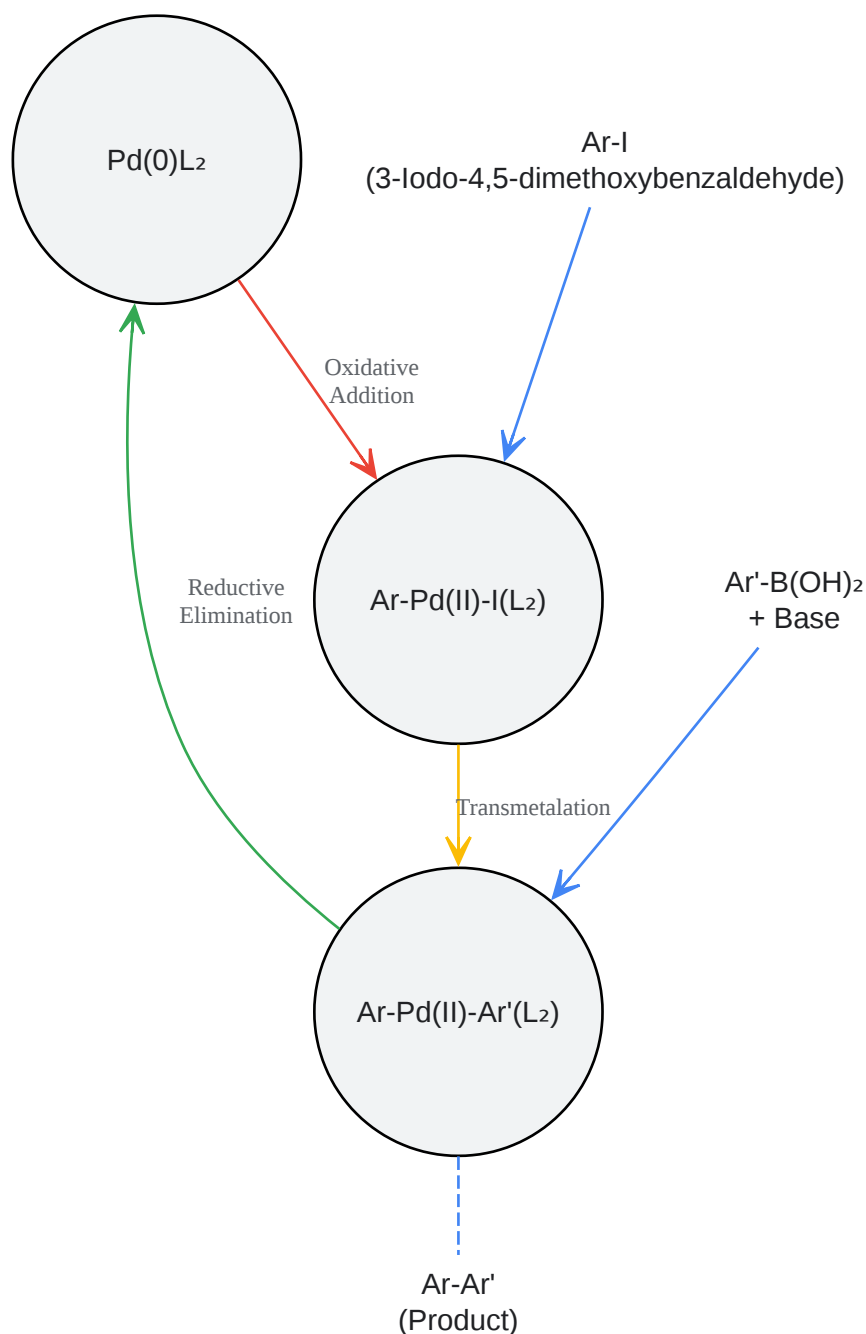 Pd(0)L₂
Ar-I
(3-Iodo-4,5-dimethoxybenzaldehyde)
Oxidative
Addition
Reductive
Elimination
Ar-Pd(II)-I(L₂)
Ar'-B(OH)₂
+ Base
Transmetalation
Ar-Pd(II)-Ar'(L₂)
Ar-Ar'
(Product)